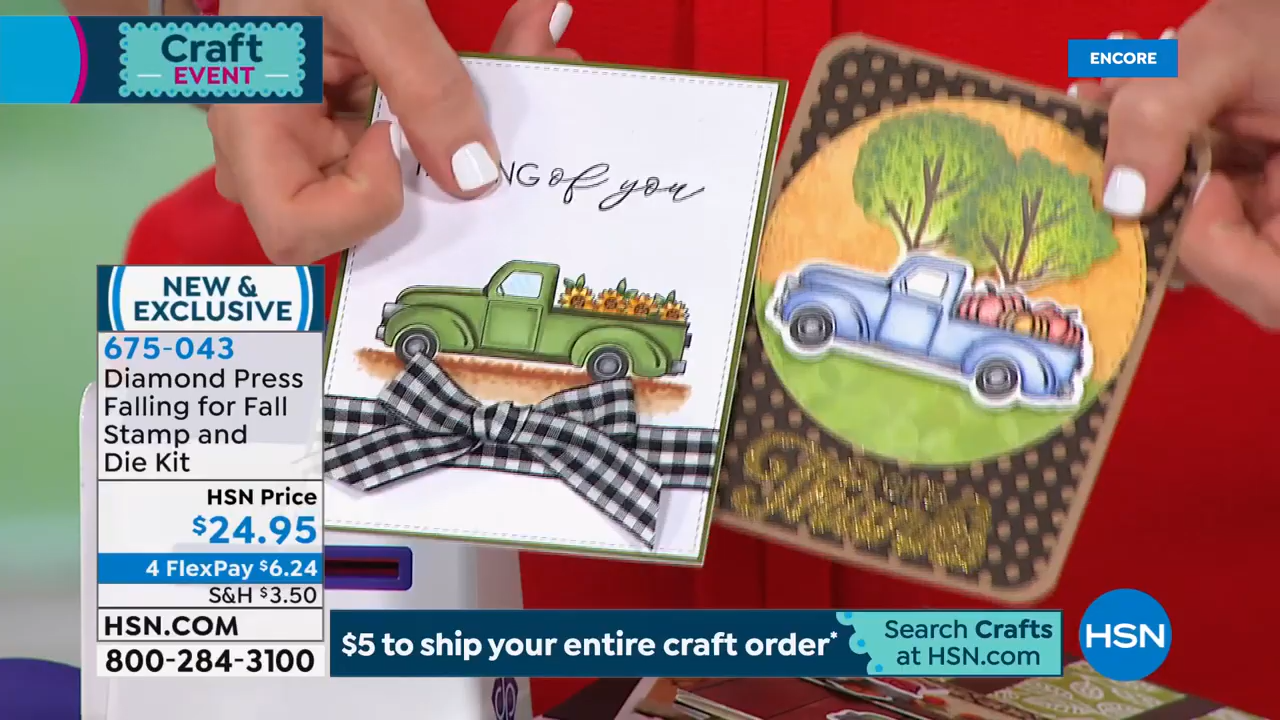 Craft
EVENT
ENCORE
of you
NEW &
EXCLUSIVE
675-043
Diamond Press
Falling for Fall
Stamp and
Die Kit
HSN Price
$24.95
4 FlexPay $6.24
S&H $3.50
HSN.COM
800-284-3100
$5 to ship your entire craft order*
Search Crafts
at HSN.com
HSN